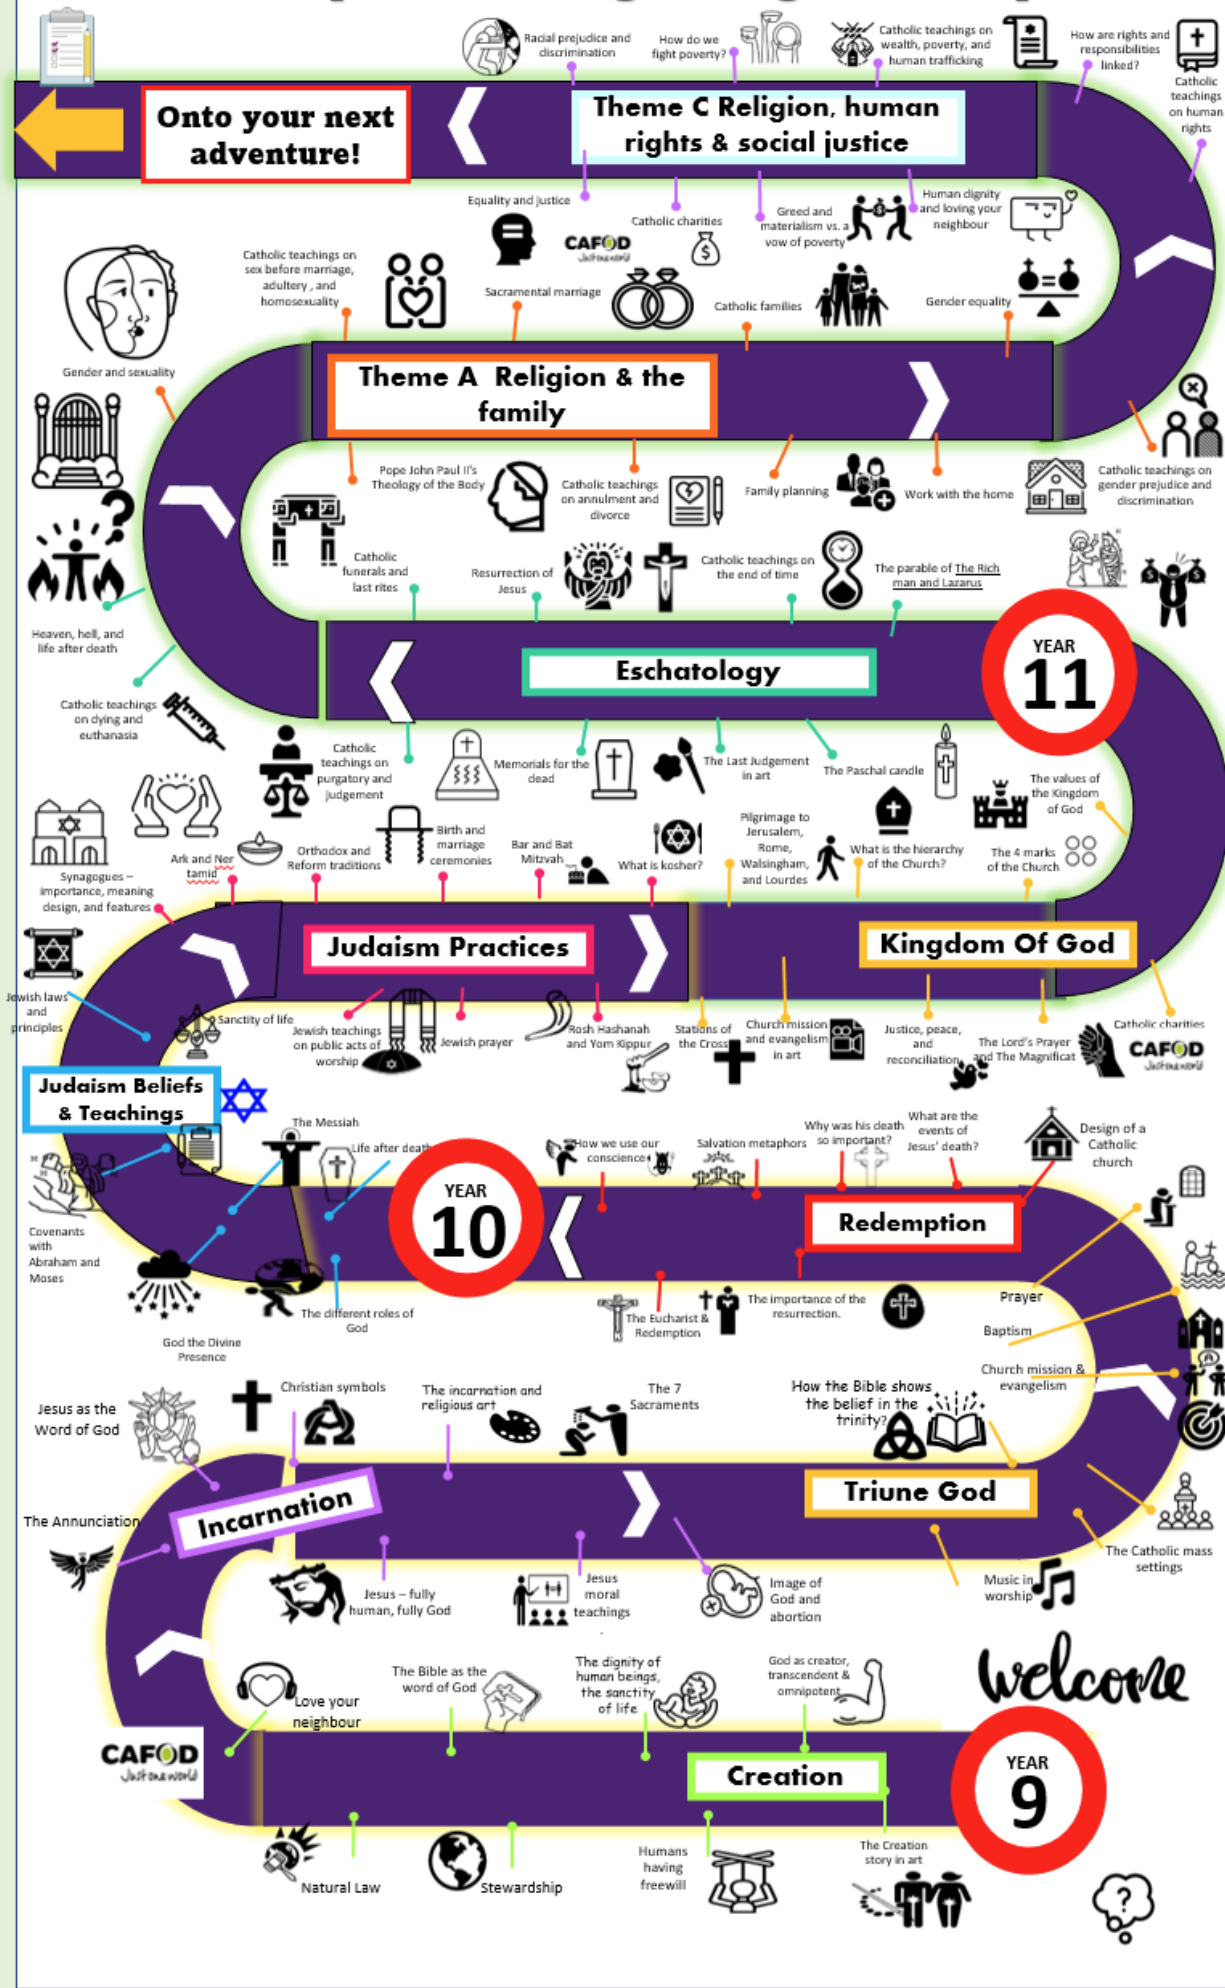 Racial prejudice and
discrimination
How do we
fight poverty?
Catholic teachings on
wealth, poverty, and
human trafficking
How are rights and
responsibilities
linked?
Catholic
teachings
on human
rights
Onto your next
adventure!
Theme C Religion, human
rights & social justice
Equality and justice
Catholic charities
CAFOD
Just one world
Greed and
materialism vs. a
vow of poverty
Human dignity
and loving your
neighbour
Catholic teachings on
sex before marriage,
adultery , and
homosexuality
Sacramental marriage
Catholic families
Gender equality
Gender and sexuality
Theme A  Religion & the
family
Pope John Paul II's
Theology of the Body
Catholic teachings
on annulment and
divorce
Family planning
Work with the home
Catholic teachings on
gender prejudice and
discrimination
Catholic
funerals and
last rites
Resurrection of
Jesus
Catholic teachings on
the end of time
The parable of The Rich
man and Lazarus
Heaven, hell, and
life after death
Eschatology
YEAR
11
Catholic teachings
on dying and
euthanasia
Catholic
teachings on
purgatory and
judgement
Memorials for the
dead
The Last Judgement
in art
The Paschal candle
The values of
the Kingdom
of God
Synagogues –
importance, meaning
design, and features
Ark and Ner
tamid
Orthodox and
Reform traditions
Birth and
marriage
ceremonies
Bar and Bat
Mitzvah
What is kosher?
Pilgrimage to
Jerusalem,
Rome,
Walsingham,
and Lourdes
What is the hierarchy
of the Church?
The 4 marks
of the Church
Judaism Practices
Kingdom Of God
Jewish laws
and
principles
Sanctity of life
Jewish teachings
on public acts of
worship
Jewish prayer
Rosh Hashanah
and Yom Kippur
Stations of
the Cross
Church mission
and evangelism
in art
Justice, peace,
and
reconciliation
The Lord's Prayer
and The Magnificat
Catholic charities
CAFOD
Just one world
Judaism Beliefs
& Teachings
The Messiah
Life after death
YEAR
10
How we use our
conscience
Salvation metaphors
Why was his death
so important?
What are the
events of
Jesus' death?
Design of a
Catholic
church
Redemption
Covenants
with
Abraham and
Moses
God the Divine
Presence
The different roles of
God
The Eucharist &
Redemption
The importance of the
resurrection.
Prayer
Baptism
Church mission &
evangelism
Jesus as the
Word of God
Christian symbols
The incarnation and
religious art
The 7
Sacraments
How the Bible shows
the belief in the
trinity?
Incarnation
Triune God
The Annunciation
Jesus – fully
human, fully God
Jesus
moral
teachings
Image of
God and
abortion
Music in
worship
The Catholic mass
settings
welcome
Love your
neighbour
The Bible as the
word of God
The dignity of
human beings,
the sanctity
of life
God as creator,
transcendent &
omnipotent
CAFOD
Just one world
Creation
YEAR
9
Natural Law
Stewardship
Humans
having
freewill
The Creation
story in art